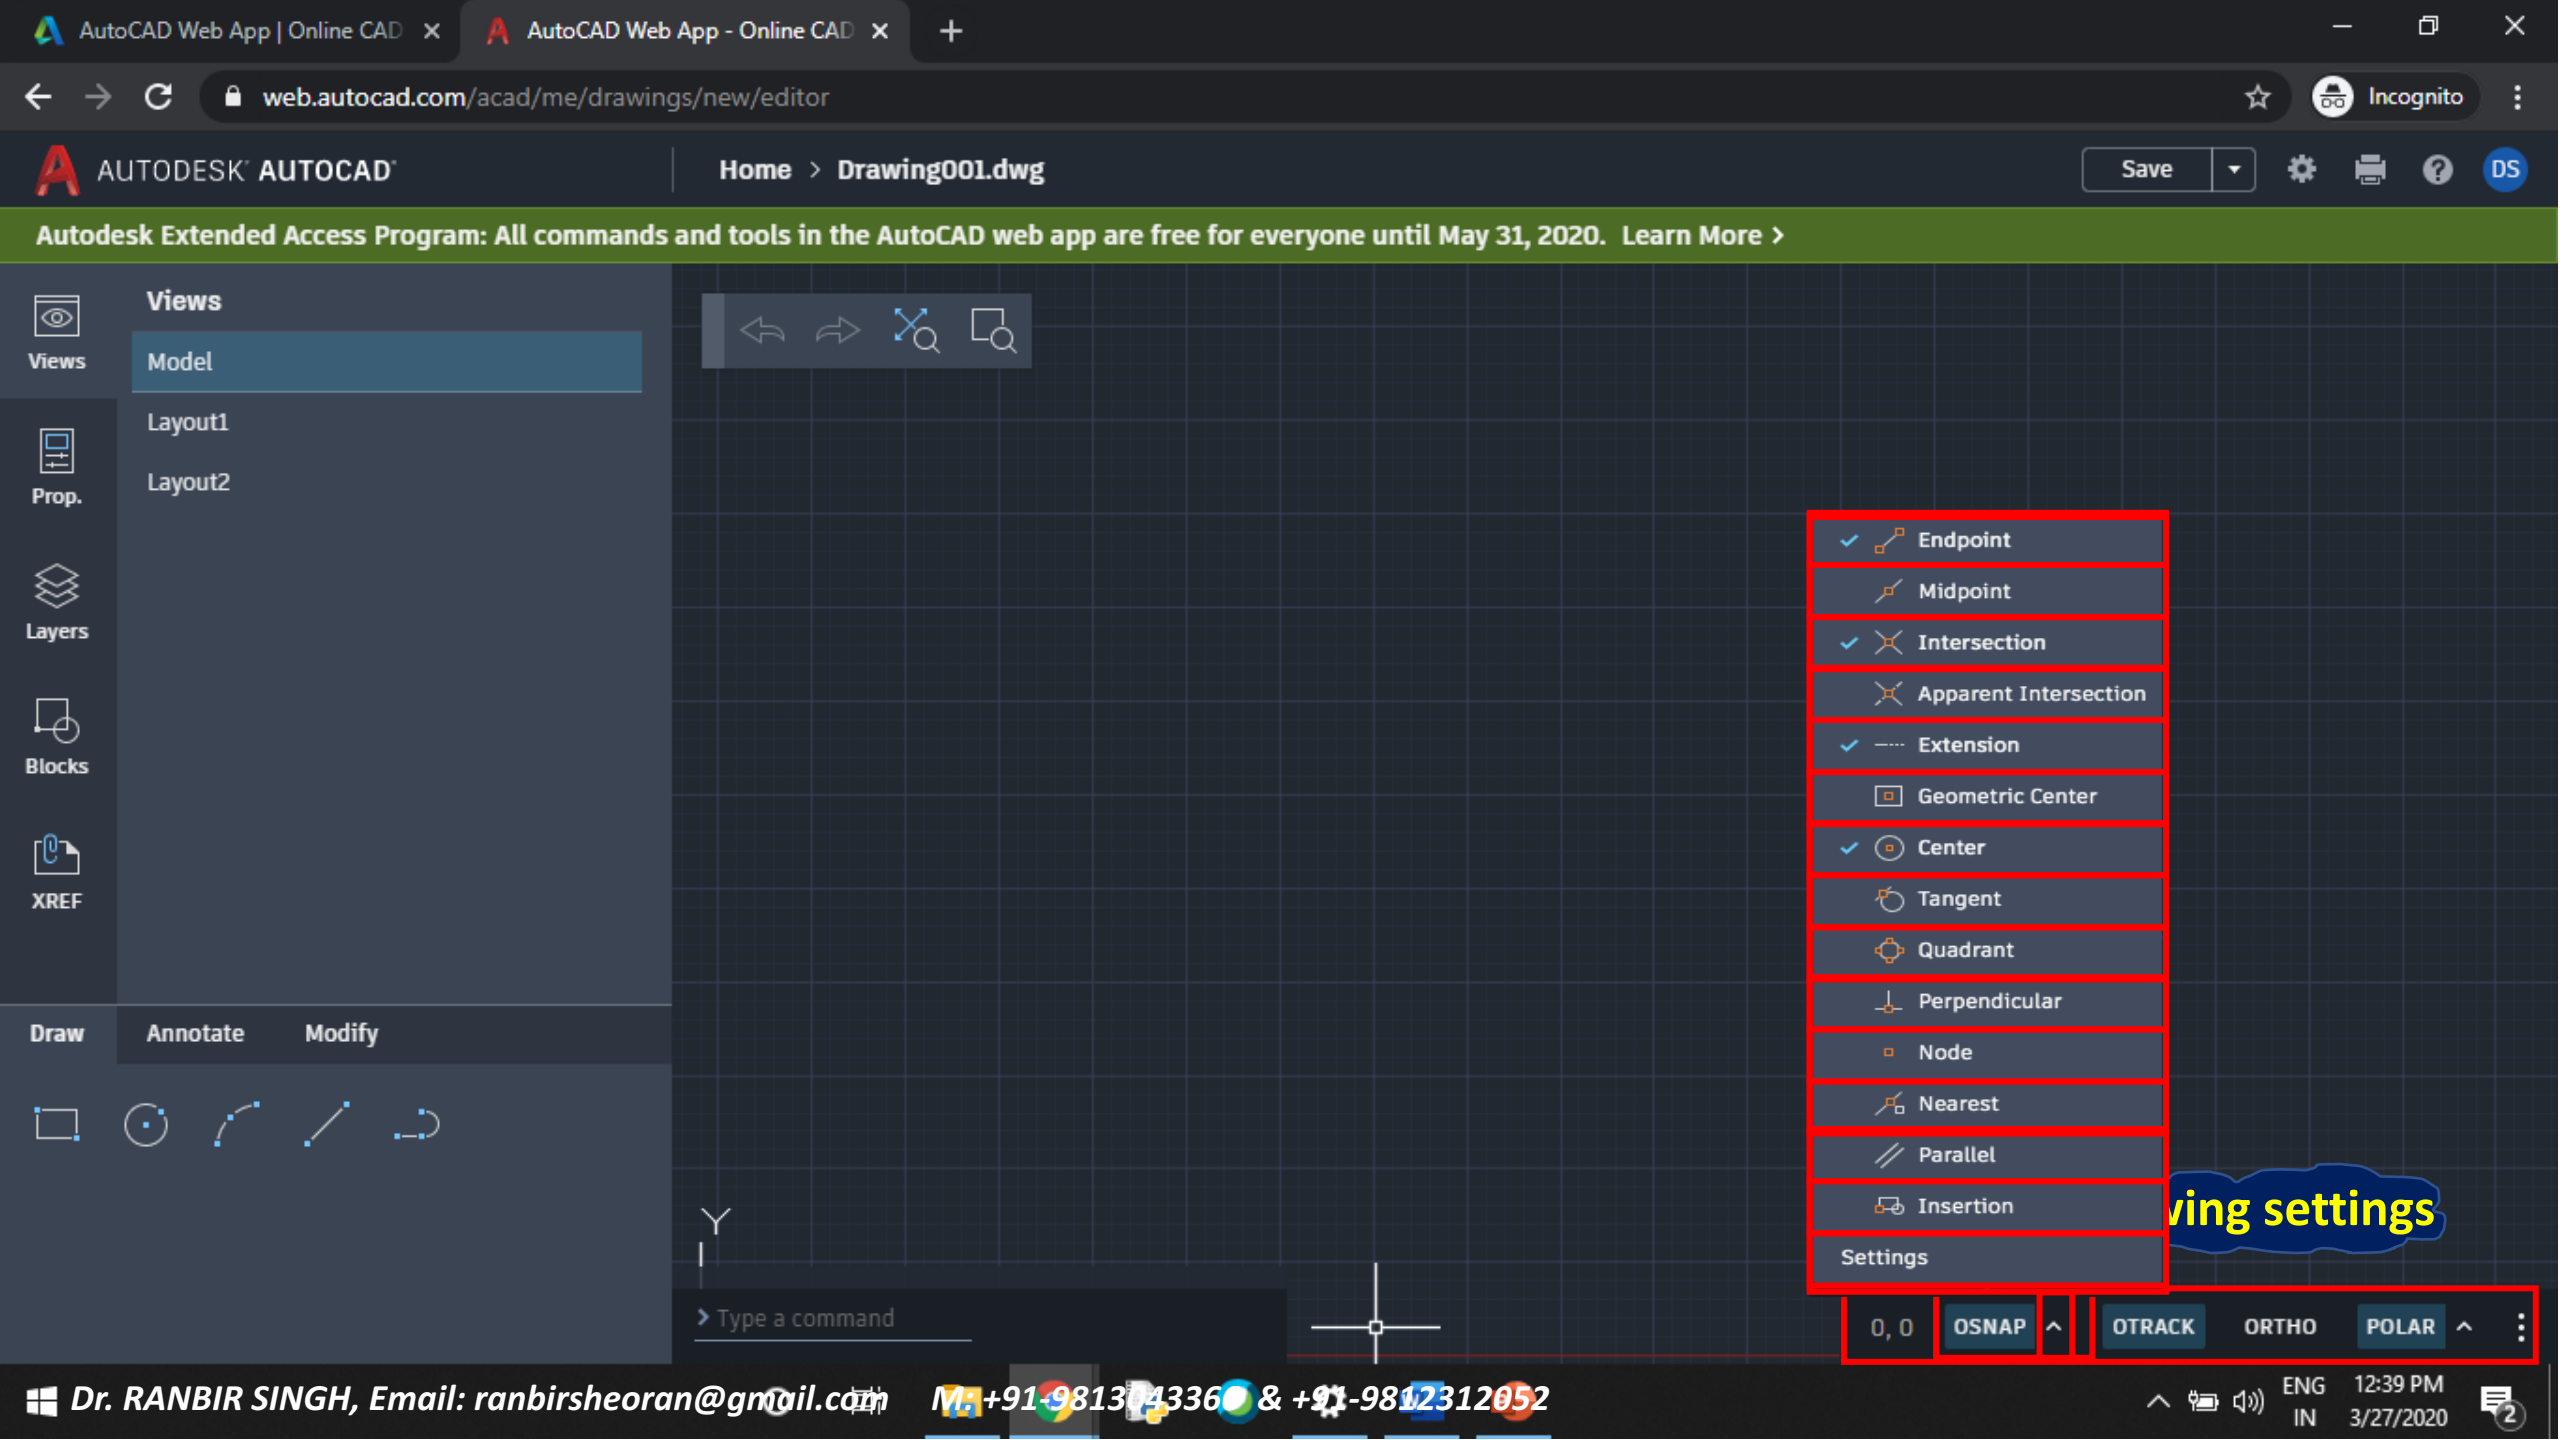 AutoCAD Web App | Online CAD
AutoCAD Web App - Online CAD
web.autocad.com/acad/me/drawings/new/editor
Incognito
AUTODESK AUTOCAD
Home > Drawing001.dwg
Save
DS
Autodesk Extended Access Program: All commands and tools in the AutoCAD web app are free for everyone until May 31, 2020. Learn More >
Views
Prop.
Layers
Blocks
XREF
Views
Model
Layout1
Layout2
Draw Annotate Modify
Endpoint
Midpoint
Intersection
Apparent Intersection
Extension
Geometric Center
Center
Tangent
Quadrant
Perpendicular
Node
Nearest
Parallel
Insertion
Settings
settings
Y
Type a command
0, 0 OSNAP OTRACK ORTHO POLAR
Dr. RANBIR SINGH, Email: ranbirsheoran@gmail.com M: & +91-9812312052
ENG
IN
12:39 PM
3/27/2020
2